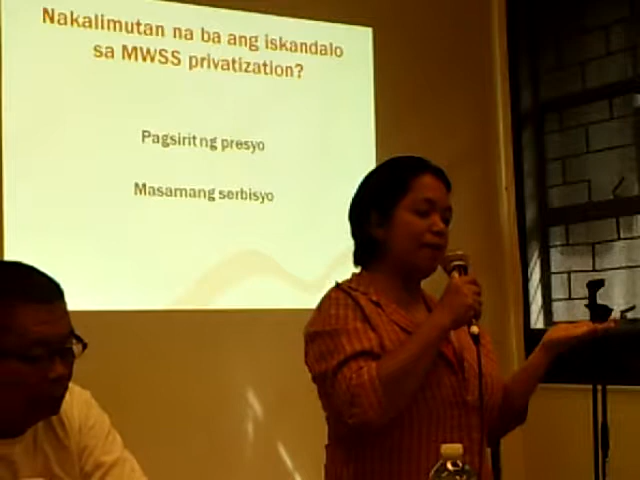 Nakalimutan na ba ang iskandalo
sa MWSS privatization?
Pagsirit ng presyo
Masamang serbisyo